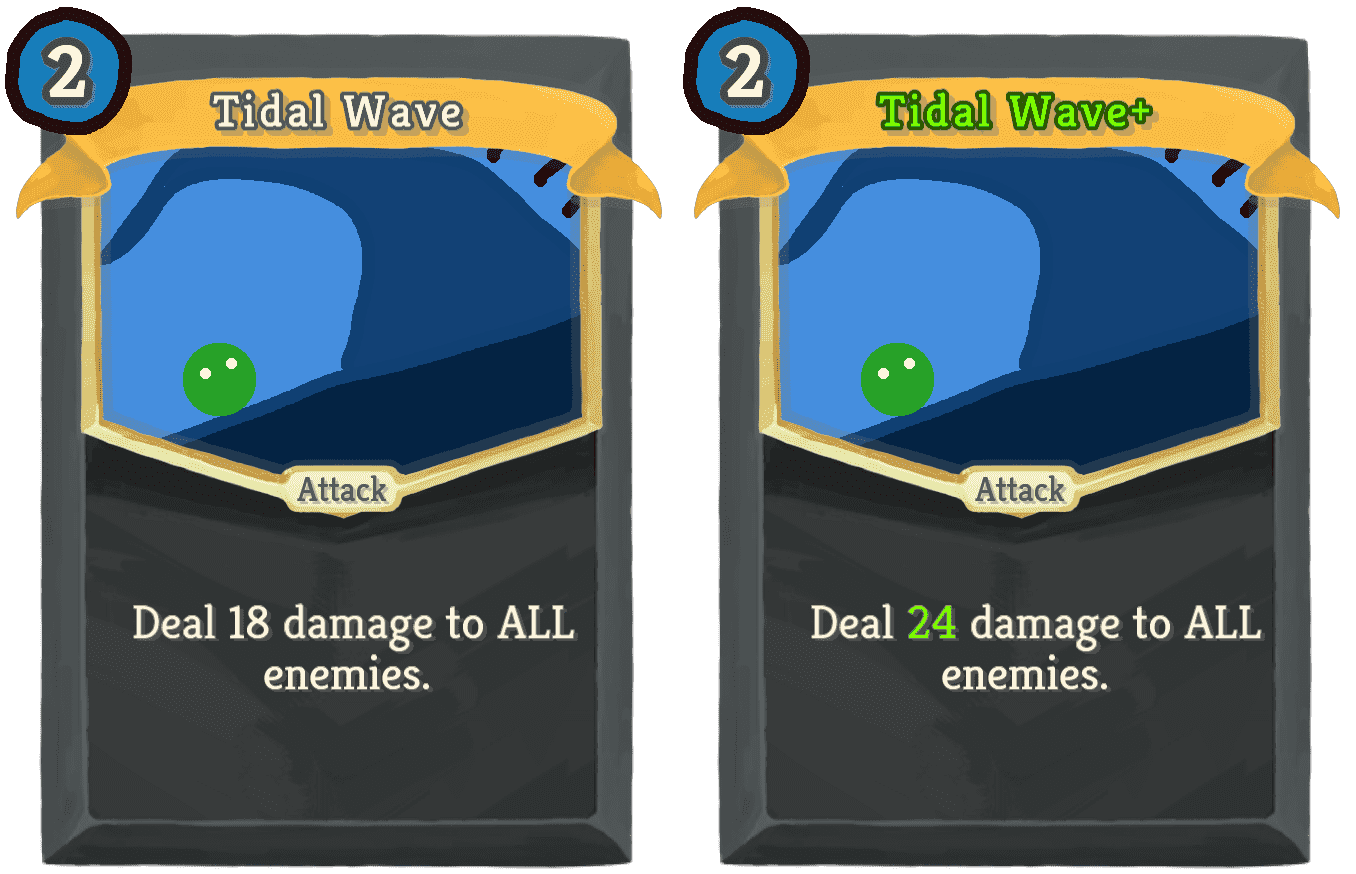 2
Tidal Wave
Attack
Deal 18 damage to ALL
enemies.
2
Tidal Wave+
Attack
Deal 24 damage to ALL
enemies.